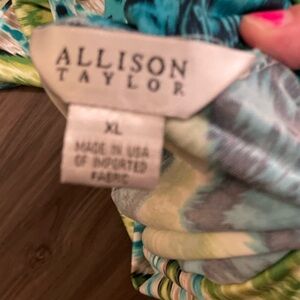 ALLISON
TAYLOR
XL
MADE IN USA
OF IMPORTED
FABRIC